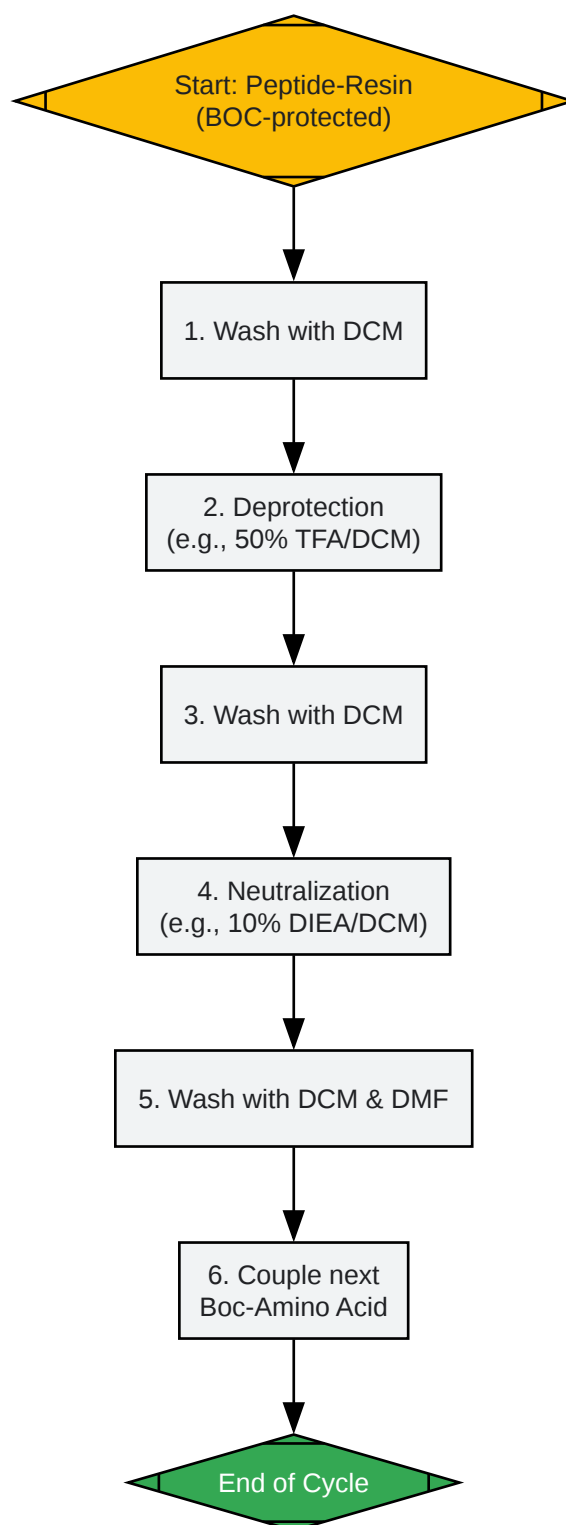 Start: Peptide-Resin
(BOC-protected)
1. Wash with DCM
2. Deprotection
(e.g., 50% TFA/DCM)
3. Wash with DCM
4. Neutralization
(e.g., 10% DIEA/DCM)
5. Wash with DCM & DMF
6. Couple next
Boc-Amino Acid
End of Cycle